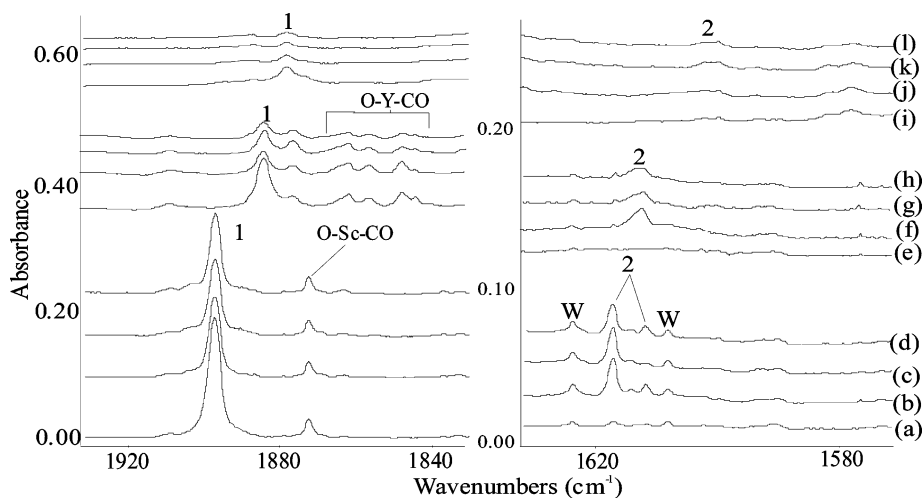 1
2
(l)
0.60
(k)
(j)
O-Y-CO
1
0.20
(i)
2
(h)
0.40
(g)
(f)
(e)
1
O-Sc-CO
2
0.10
0.20
W
W
(d)
(c)
(b)
0.00
0.00
(a)
1920
1880
1840
1620
1580
Absorbance
Wavenumbers (cm-1)